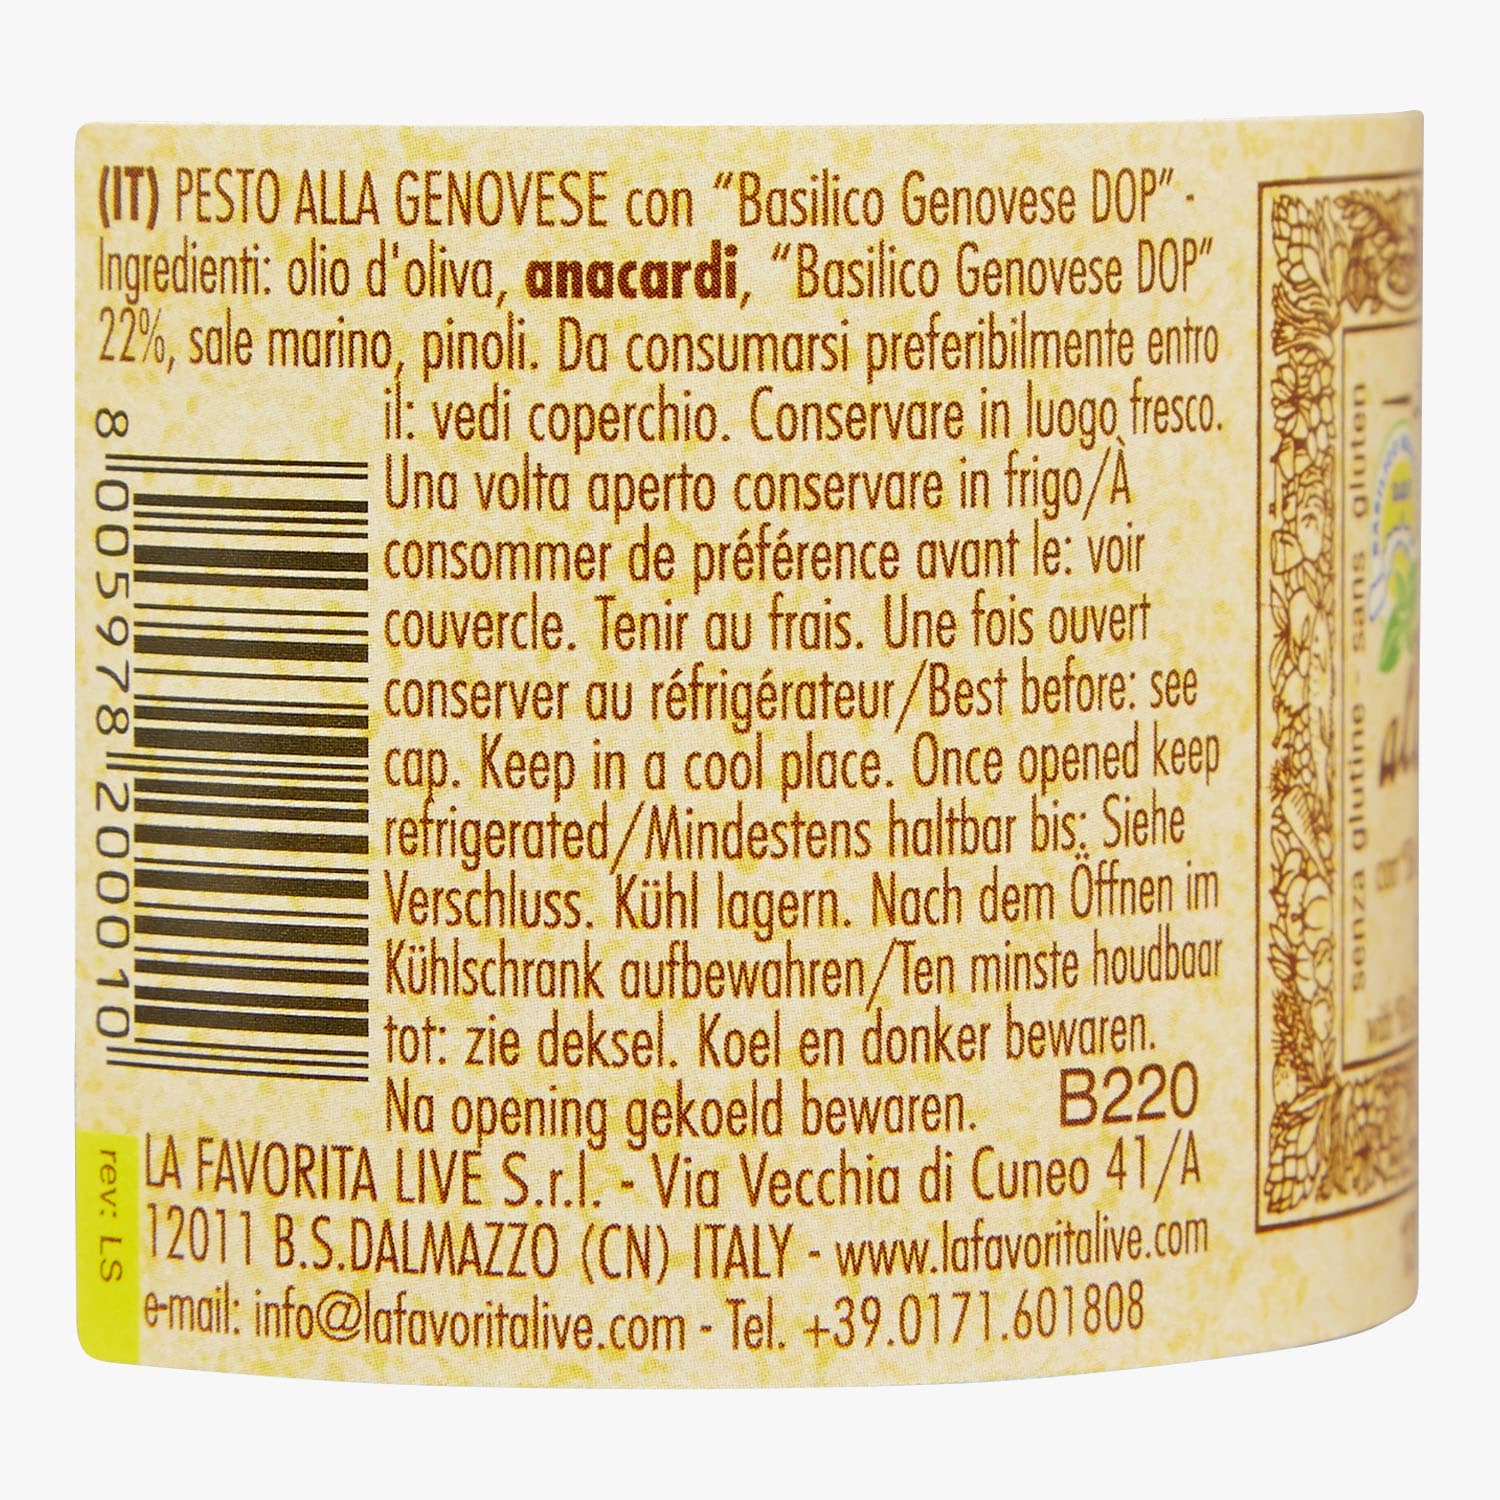 (IT) PESTO ALLA GENOVESE con “Basilico Genovese DOP” -
Ingredienti: olio d'oliva, anacardi, “Basilico Genovese DOP”
22%, sale marino, pinoli. Da consumarsi preferibilmente entro
il: vedi coperchio. Conservare in luogo fresco.
Una volta aperto conservare in frigo/À
consommer de préférence avant le: voir
couvercle. Tenir au frais. Une fois ouvert
conserver au réfrigérateur/Best before: see
cap. Keep in a cool place. Once opened keep
refrigerated/Mindestens haltbar bis: Siehe
Verschluss. Kühl lagern. Nach dem Öffnen im
Kühlschrank aufbewahren/Ten minste houdbaar
tot: zie deksel. Koel en donker bewaren.
Na opening gekoeld bewaren. B220
8 005978 200010
LA FAVORITA LIVE S.r.l. - Via Vecchia di Cuneo 41/A
12011 B.S.DALMAZZO (CN) ITALY - www.lafavoritalive.com
e-mail: info@lafavoritalive.com - Tel. +39.0171.601808
rev: LS
senza glutine - sans gluten